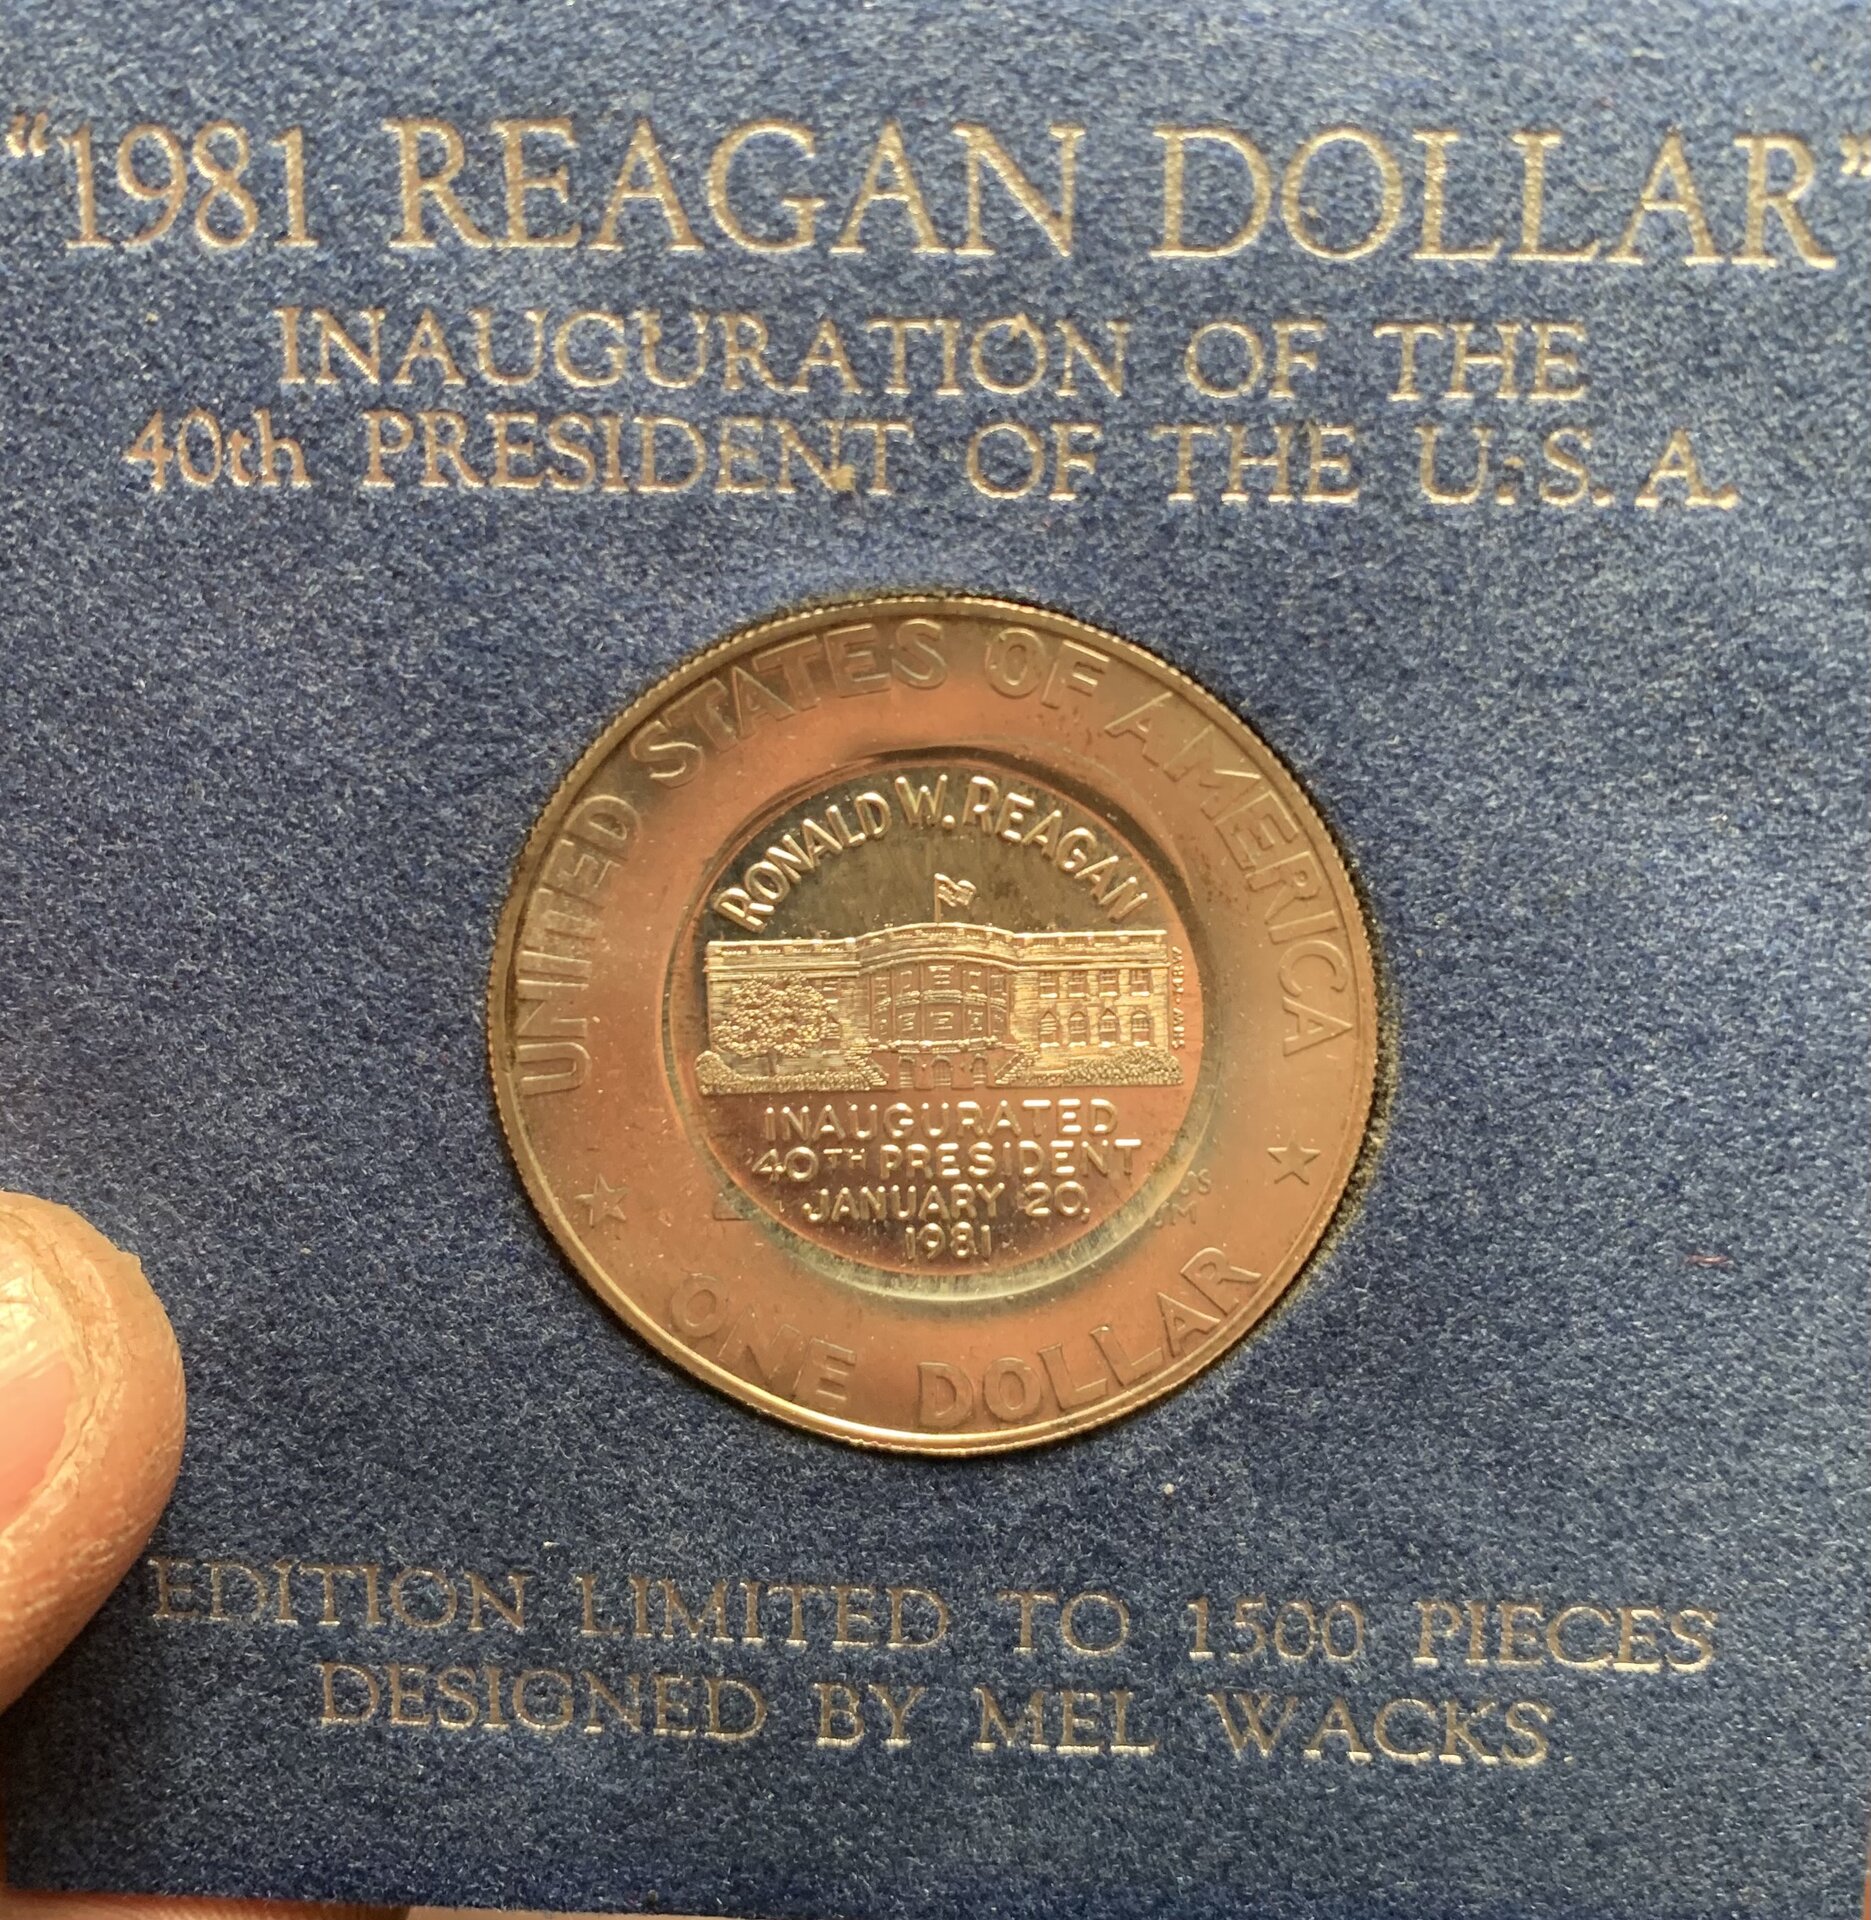 “1981 REAGAN DOLLAR”
INAUGURATION OF THE
40th PRESIDENT OF THE U.S.A.
UNITED STATES OF AMERICA
RONALD W. REAGAN
INAUGURATED
40TH PRESIDENT
JANUARY 20,
1981
ONE DOLLAR
EDITION LIMITED TO 1500 PIECES
DESIGNED BY MEL WACKS